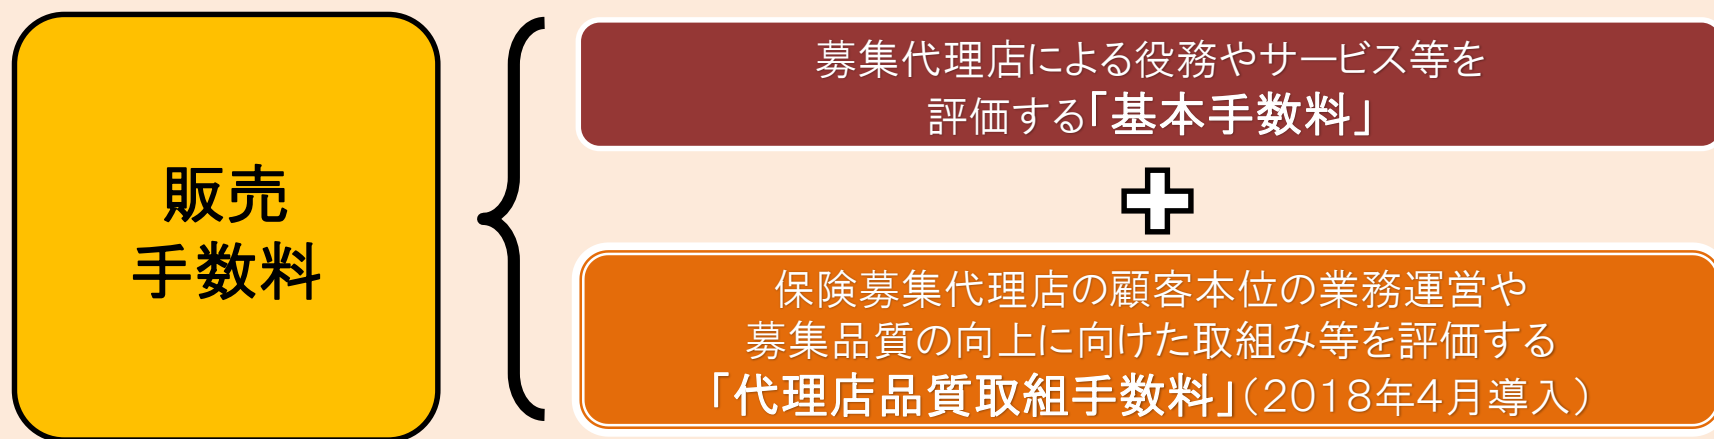 販売
手数料
募集代理店による役務やサービス等を
評価する「基本手数料」
保険募集代理店の顧客本位の業務運営や
募集品質の向上に向けた取組み等を評価する
「代理店品質取組手数料」（2018年4月導入）